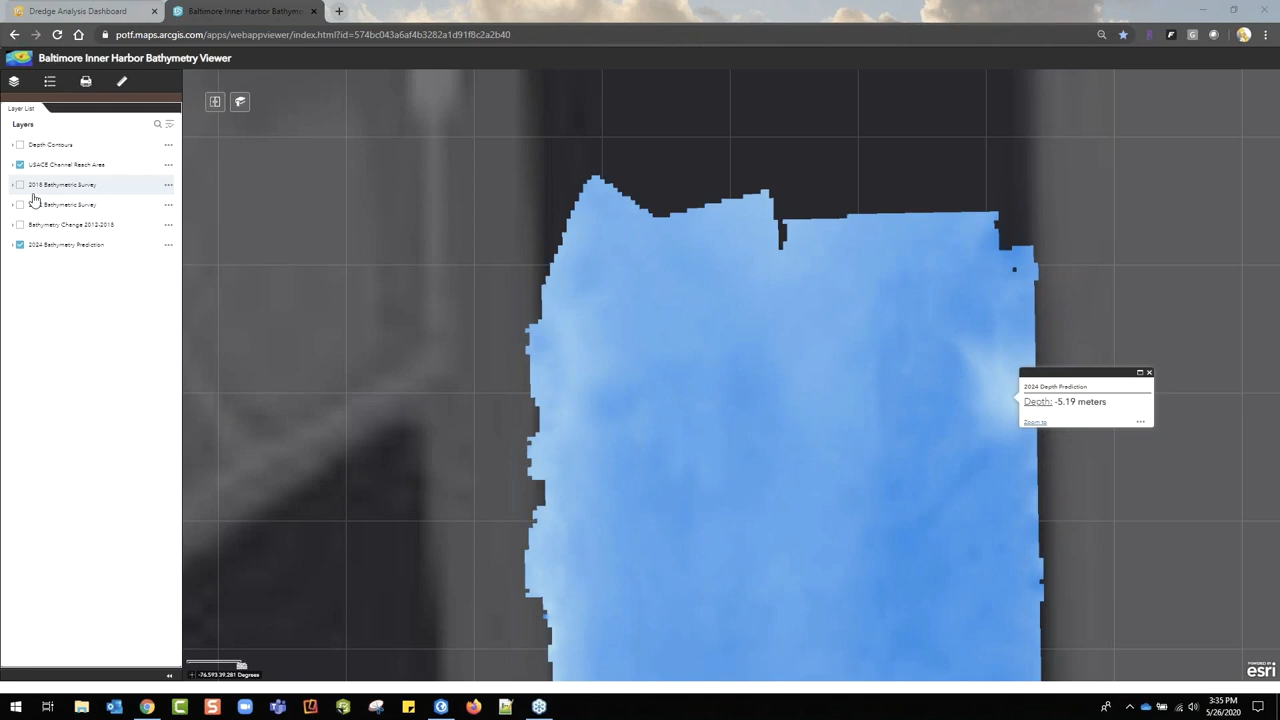 Dredge Analysis Dashboard
Baltimore Inner Harbor Bathyme
potf.maps.arcgis.com/apps/webappviewer/index.html?id=574bc043a6af4b3282a1d91f8c2a2b40
Baltimore Inner Harbor Bathymetry Viewer
Layer List
Layers
Depth Contours
USACE Channel Reach Area
2018 Bathymetric Survey
Bathymetric Survey
Bathymetry Change 2012-2018
2024 Bathymetry Prediction
2024 Depth Prediction
Depth: -5.19 meters
Zoom to
-76.593 39.281 Degrees
POWERED BY
esri
3:35 PM
5/26/2020